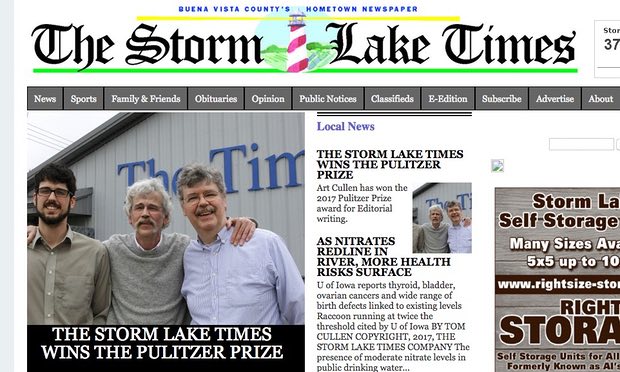 BUENA VISTA COUNTY'S HOMETOWN NEWSPAPER
The Storm Lake Times
Stor
37
News Sports Family & Friends Obituaries Opinion Public Notices Classifieds E-Edition Subscribe Advertise About
The Tim
THE STORM LAKE TIMES
WINS THE PULITZER PRIZE
Local News
THE STORM LAKE TIMES
WINS THE PULITZER
PRIZE
Art Cullen has won the
2017 Pulitzer Prize
award for Editorial
writing.
AS NITRATES
REDLINE IN
RIVER, MORE HEALTH
RISKS SURFACE
U of Iowa reports thyroid, bladder,
ovarian cancers and wide range of
birth defects linked to existing levels
Raccoon running at twice the
threshold cited by U of Iowa BY TOM
CULLEN COPYRIGHT, 2017, THE
STORM LAKE TIMES COMPANY The
presence of moderate nitrate levels in
public drinking water...
Storm La
Self Storage
Many Sizes Ava
5x5 up to 10
www.rightsize-stor
RIGHT
STORA
Self Storage Units for All
Formerly Known as Al's